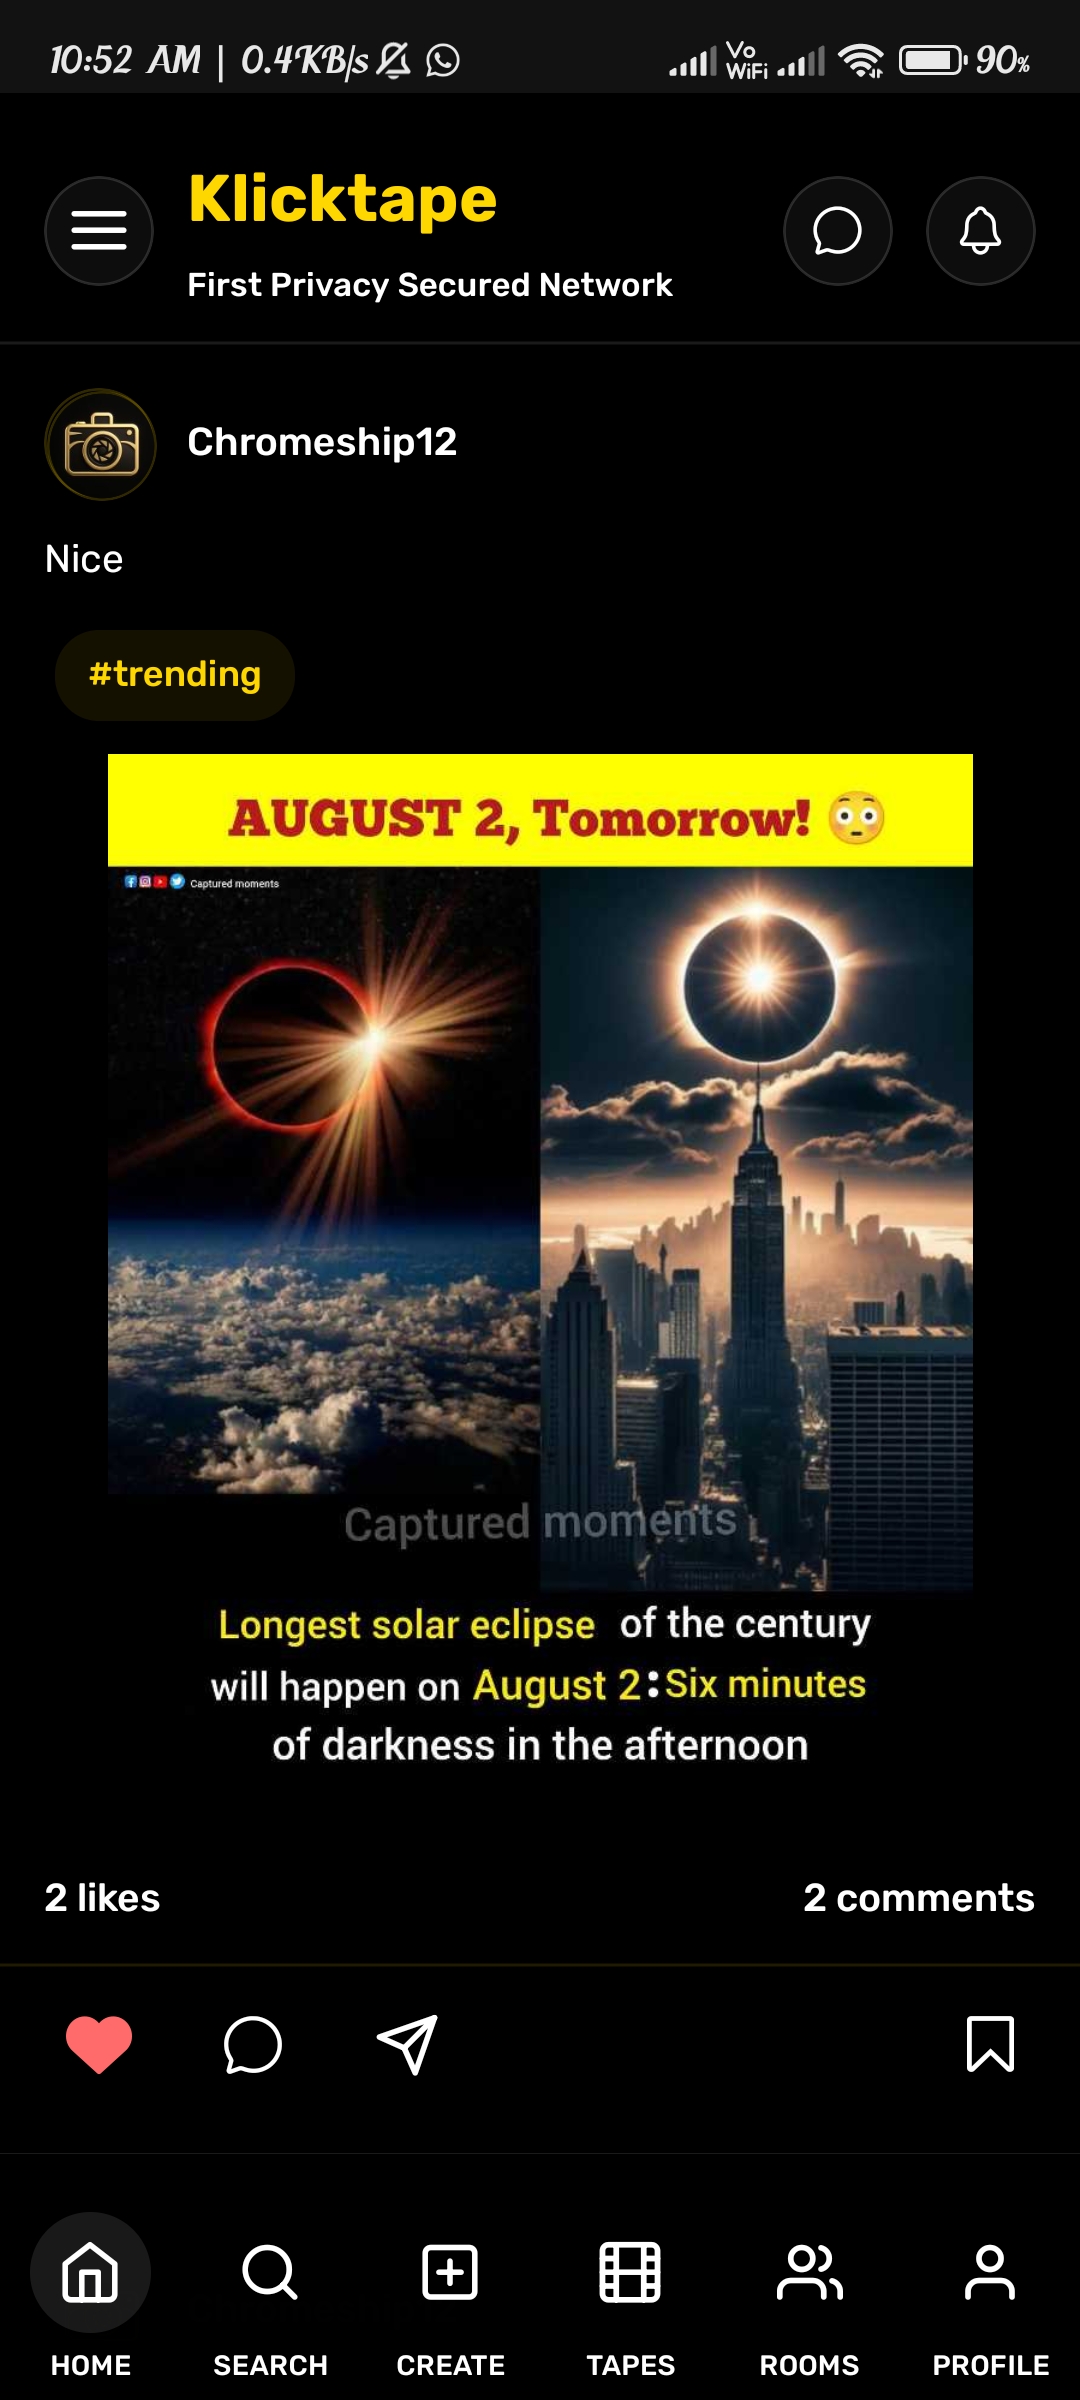 10:52 AM | 0.4KB/s Vo WiFi 90%
Klicktape
First Privacy Secured Network
Chromeship12
Nice
#trending
AUGUST 2, Tomorrow! 😳
Captured moments
Captured moments
Longest solar eclipse of the century
will happen on August 2:Six minutes
of darkness in the afternoon
2 likes 2 comments
HOME SEARCH CREATE TAPES ROOMS PROFILE